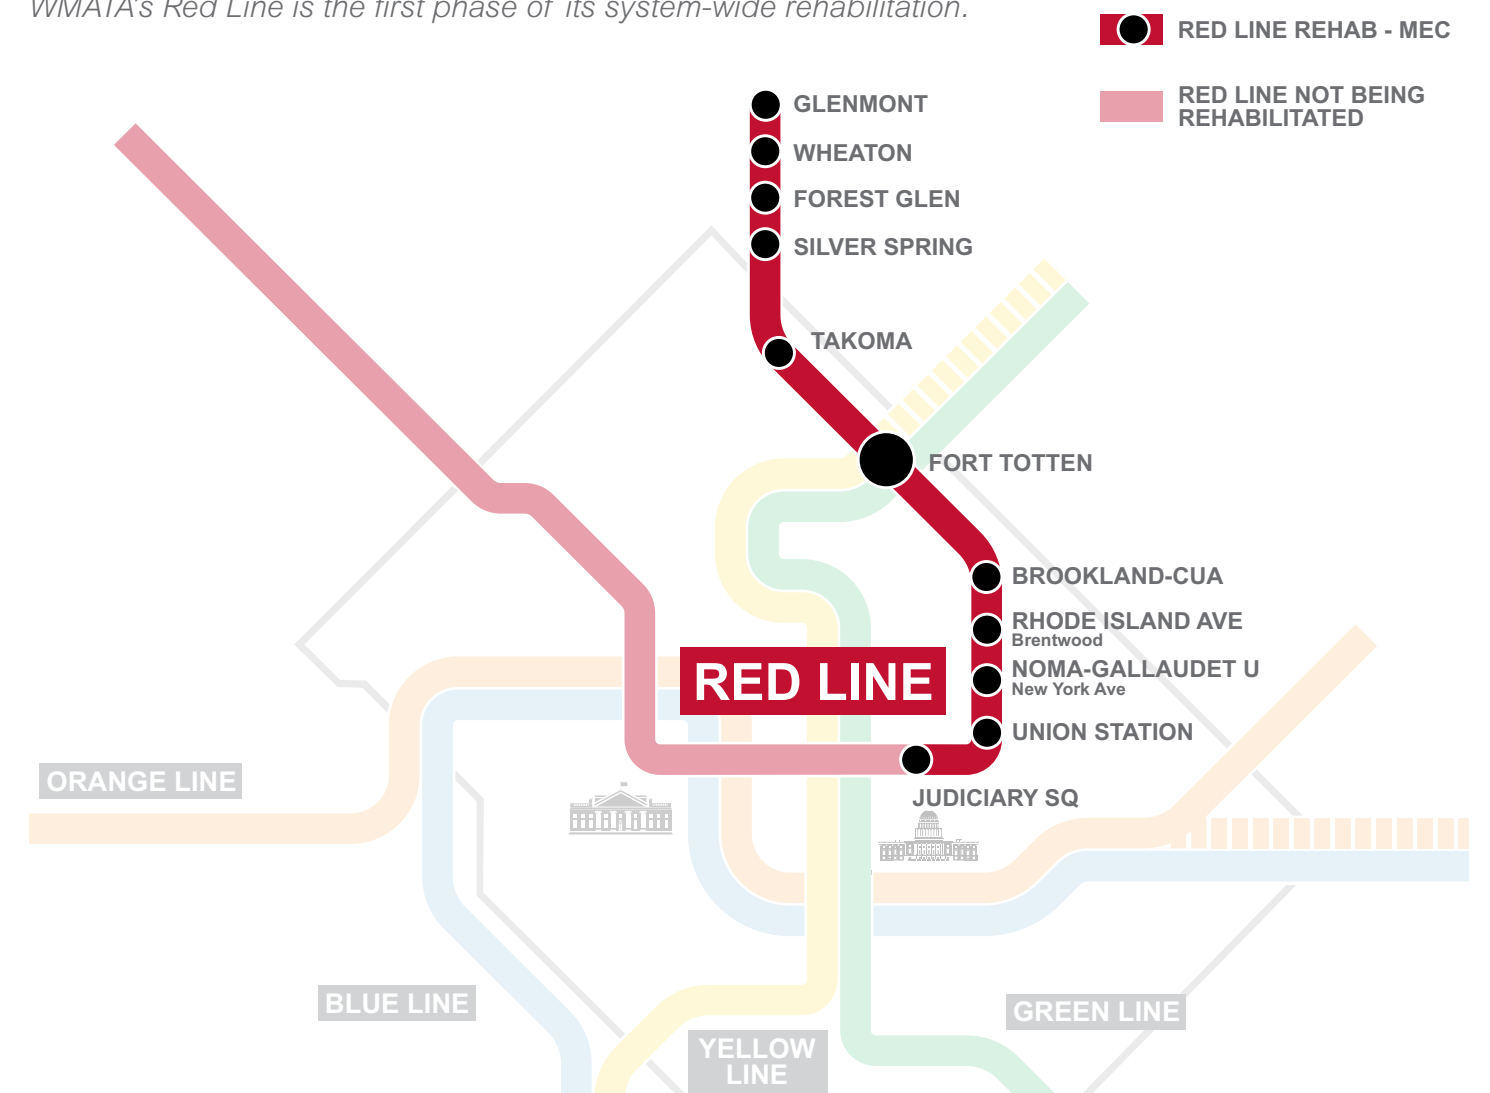 WMATA's Red Line is the first phase of its system-wide rehabilitation.
RED LINE REHAB - MEC
RED LINE NOT BEING
REHABILITATED
GLENMONT
WHEATON
FOREST GLEN
SILVER SPRING
TAKOMA
FORT TOTTEN
BROOKLAND-CUA
RHODE ISLAND AVE
Brentwood
NOMA-GALLAUDET U
New York Ave
RED LINE
UNION STATION
ORANGE LINE
JUDICIARY SQ
BLUE LINE
GREEN LINE
YELLOW
LINE